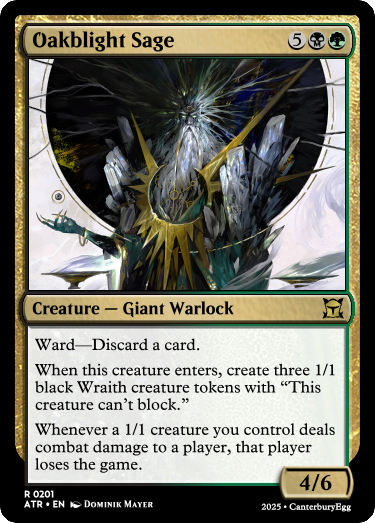 Oakblight Sage 5
Creature — Giant Warlock
Ward—Discard a card.
When this creature enters, create three 1/1
black Wraith creature tokens with “This
creature can’t block.”
Whenever a 1/1 creature you control deals
combat damage to a player, that player
loses the game.
4/6
R 0201
ATR • EN Dominik Mayer
2025 • CanterburyEgg